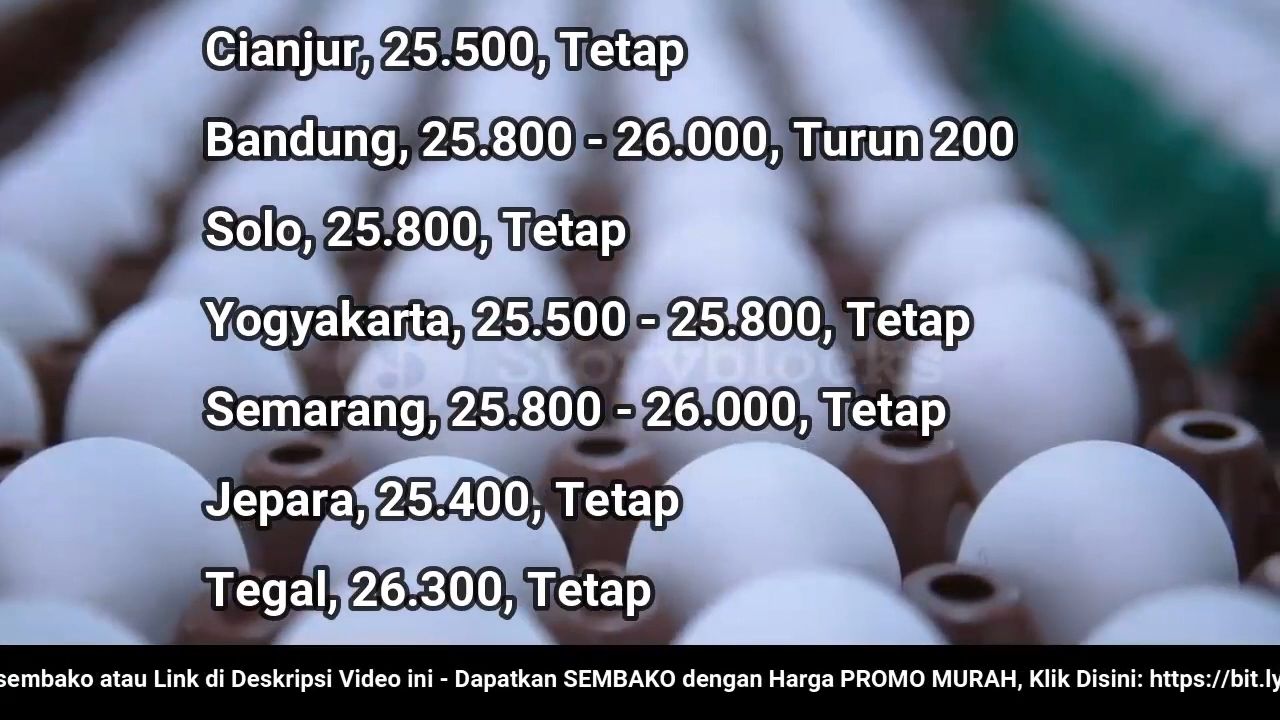 Cianjur, 25.500, Tetap
Bandung, 25.800 - 26.000, Turun 200
Solo, 25.800, Tetap
Yogyakarta, 25.500 - 25.800, Tetap
Storyblocks
Semarang, 25.800 - 26.000, Tetap
Jepara, 25.400, Tetap
Tegal, 26.300, Tetap
sembako atau Link di Deskripsi Video ini - Dapatkan SEMBAKO dengan Harga PROMO MURAH, Klik Disini: https://bit.ly